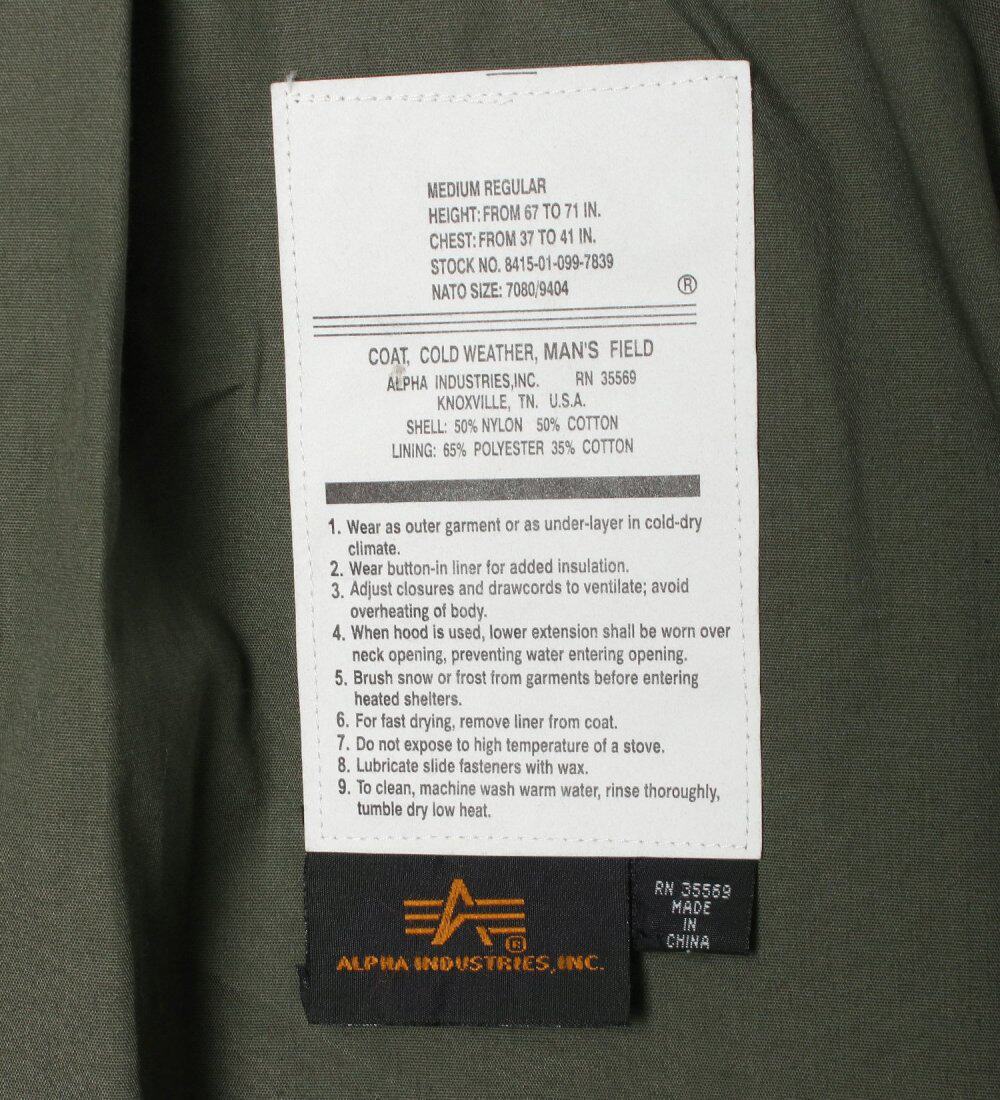 MEDIUM REGULAR
HEIGHT: FROM 67 TO 71 IN.
CHEST: FROM 37 TO 41 IN.
STOCK NO. 8415-01-099-7839
NATO SIZE: 7080/9404
®
COAT, COLD WEATHER, MAN'S FIELD
ALPHA INDUSTRIES,INC. RN 35569
KNOXVILLE, TN. U.S.A.
SHELL: 50% NYLON 50% COTTON
LINING: 65% POLYESTER 35% COTTON
1. Wear as outer garment or as under-layer in cold-dry
climate.
2. Wear button-in liner for added insulation.
3. Adjust closures and drawcords to ventilate; avoid
overheating of body.
4. When hood is used, lower extension shall be worn over
neck opening, preventing water entering opening.
5. Brush snow or frost from garments before entering
heated shelters.
6. For fast drying, remove liner from coat.
7. Do not expose to high temperature of a stove.
8. Lubricate slide fasteners with wax.
9. To clean, machine wash warm water, rinse thoroughly,
tumble dry low heat.
®
ALPHA INDUSTRIES, INC.
RN 35569
MADE
IN
CHINA